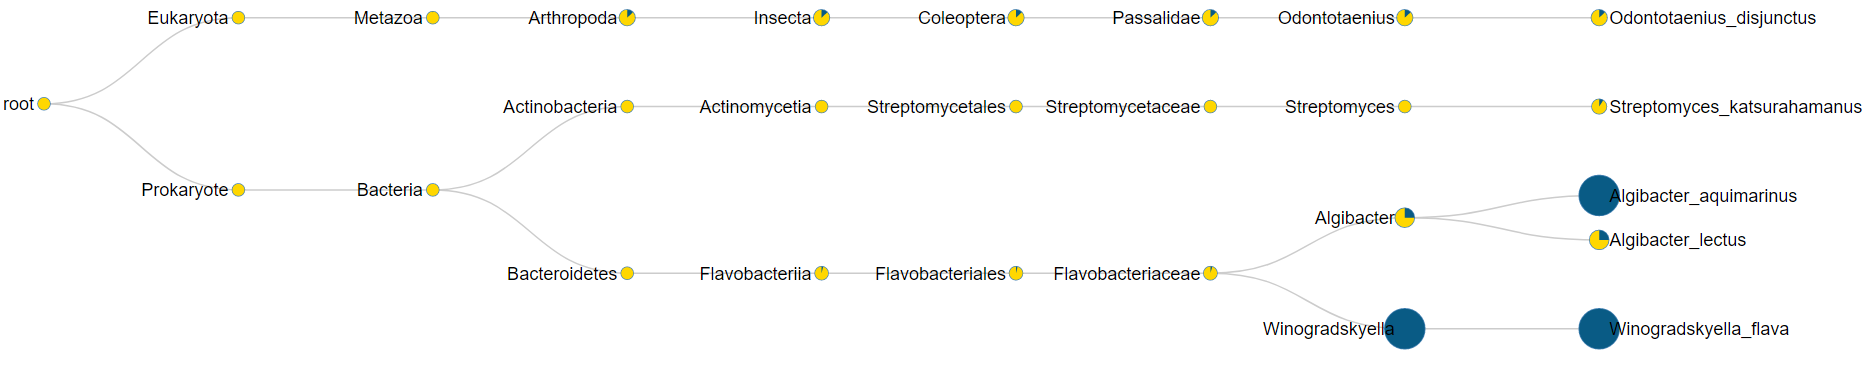 Eukaryota Metazoa Arthropoda Insecta Coleoptera Passalidae Odontotaenius Odontotaenius_disjunctus
root
Actinobacteria Actinomycetia Streptomycetales Streptomycetaceae Streptomyces Streptomyces_katsurahamanus
Prokaryote Bacteria
Algibacter_aquimarinus
Algibacter
Algibacter_lectus
Bacteroidetes Flavobacteriia Flavobacteriales Flavobacteriaceae
Winogradskyella Winogradskyella_flava